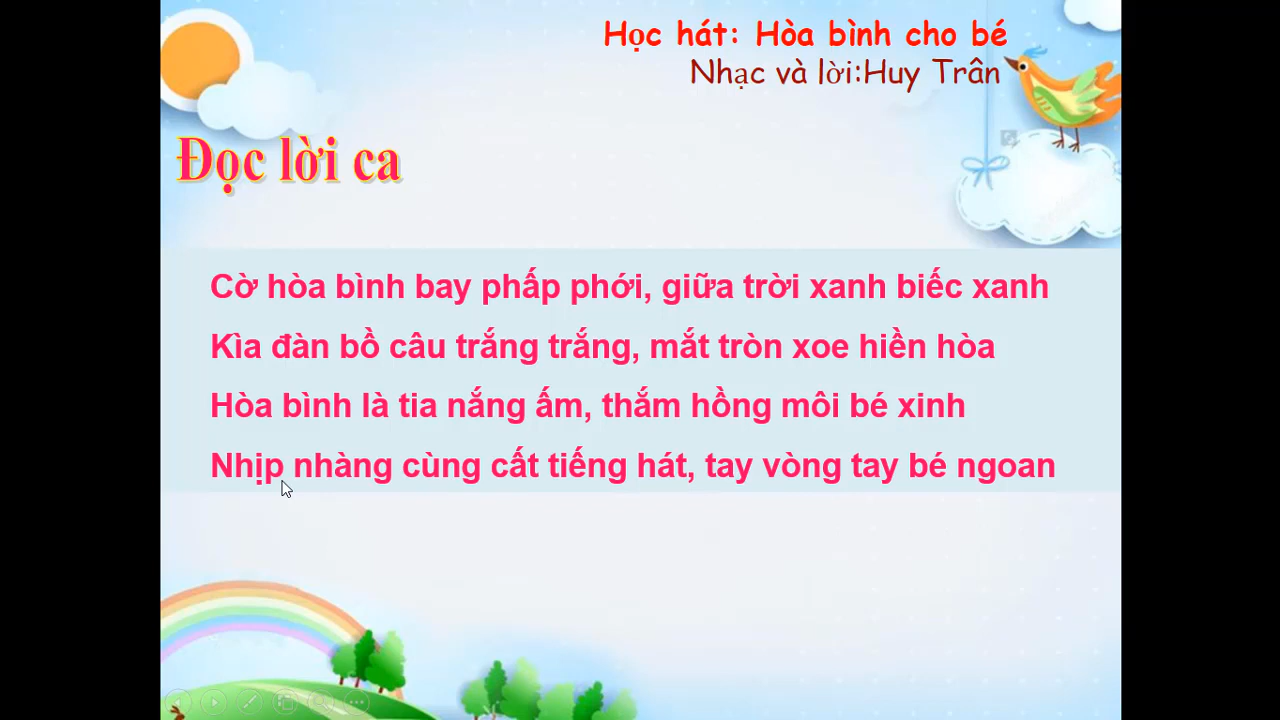 Học hát: Hòa bình cho bé
Nhạc và lời:Huy Trân
Đọc lời ca
Cờ hòa bình bay phấp phới, giữa trời xanh biếc xanh
Kìa đàn bồ câu trắng trắng, mắt tròn xoe hiền hòa
Hòa bình là tia nắng ấm, thắm hồng môi bé xinh
Nhịp nhàng cùng cất tiếng hát, tay vòng tay bé ngoan